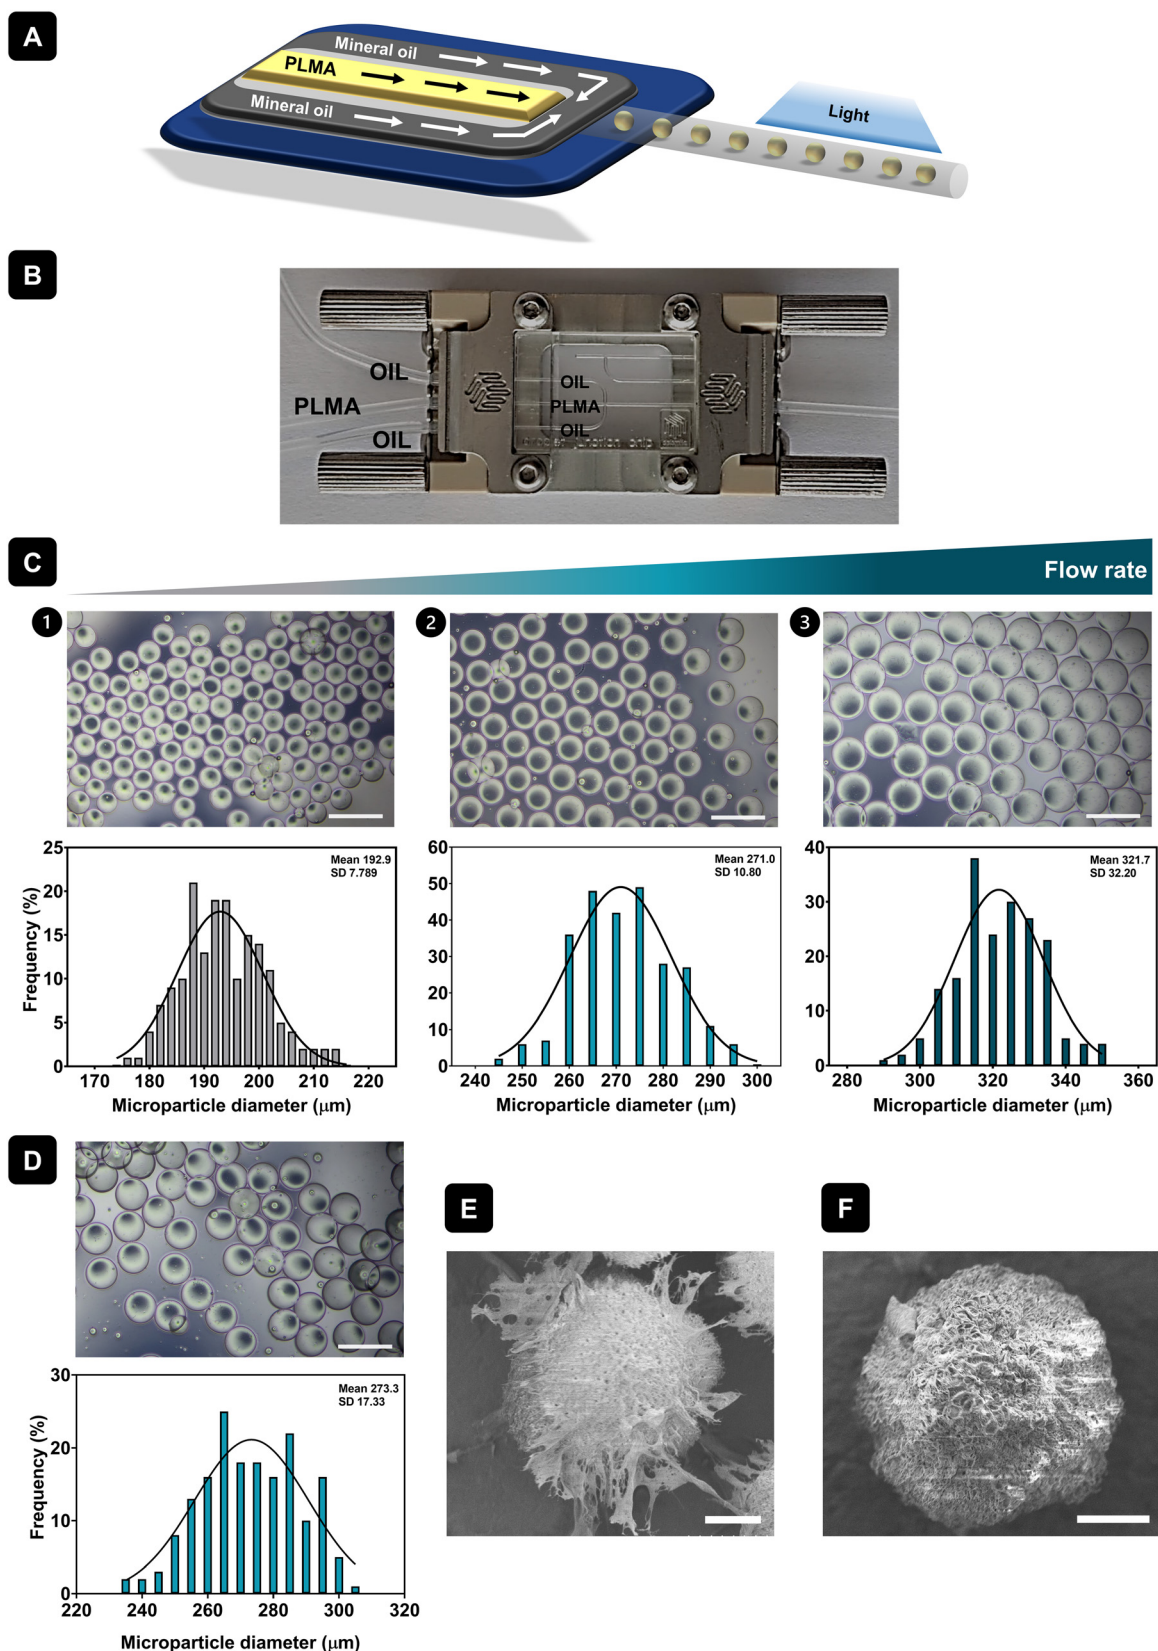 A
Mineral oil
PLMA
Mineral oil
Light
B
OIL
PLMA
OIL
OIL
PLMA
OIL
C
Flow rate
1
2
3
Mean 192.9
SD 7.789
Frequency (%)
25
20
15
10
5
0
170 180 190 200 210 220
Microparticle diameter (μm)
Mean 271.0
SD 10.80
60
50
40
30
20
10
0
240 250 260 270 280 290 300
Microparticle diameter (μm)
Mean 321.7
SD 32.20
40
30
20
10
0
280 300 320 340 360
Microparticle diameter (μm)
D
Mean 273.3
SD 17.33
Frequency (%)
30
20
10
0
220 240 260 280 300 320
Microparticle diameter (μm)
E
F